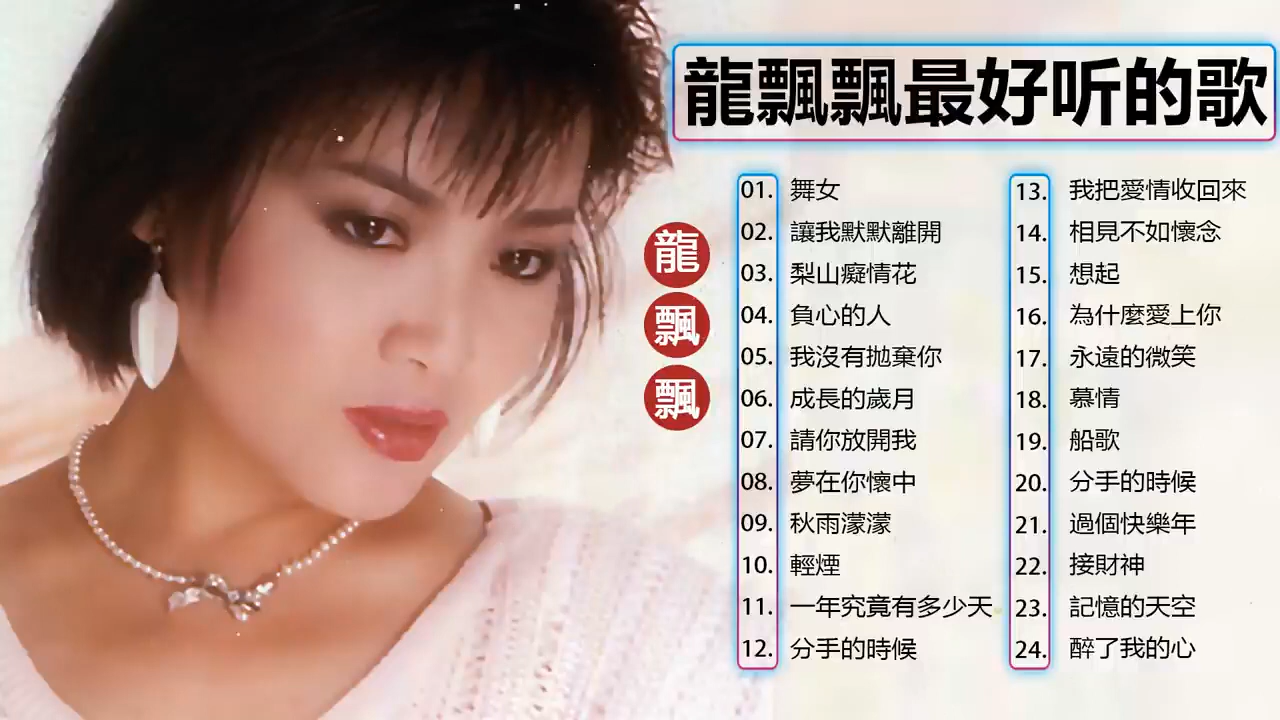 龍飄飄最好听的歌
龍
飄
飄
01. 舞女
02. 讓我默默離開
03. 梨山癡情花
04. 負心的人
05. 我沒有拋棄你
06. 成長的歲月
07. 請你放開我
08. 夢在你懷中
09. 秋雨濛濛
10. 輕煙
11. 一年究竟有多少天
12. 分手的時候
13. 我把愛情收回來
14. 相見不如懷念
15. 想起
16. 為什麼愛上你
17. 永遠的微笑
18. 慕情
19. 船歌
20. 分手的時候
21. 過個快樂年
22. 接財神
23. 記憶的天空
24. 醉了我的心